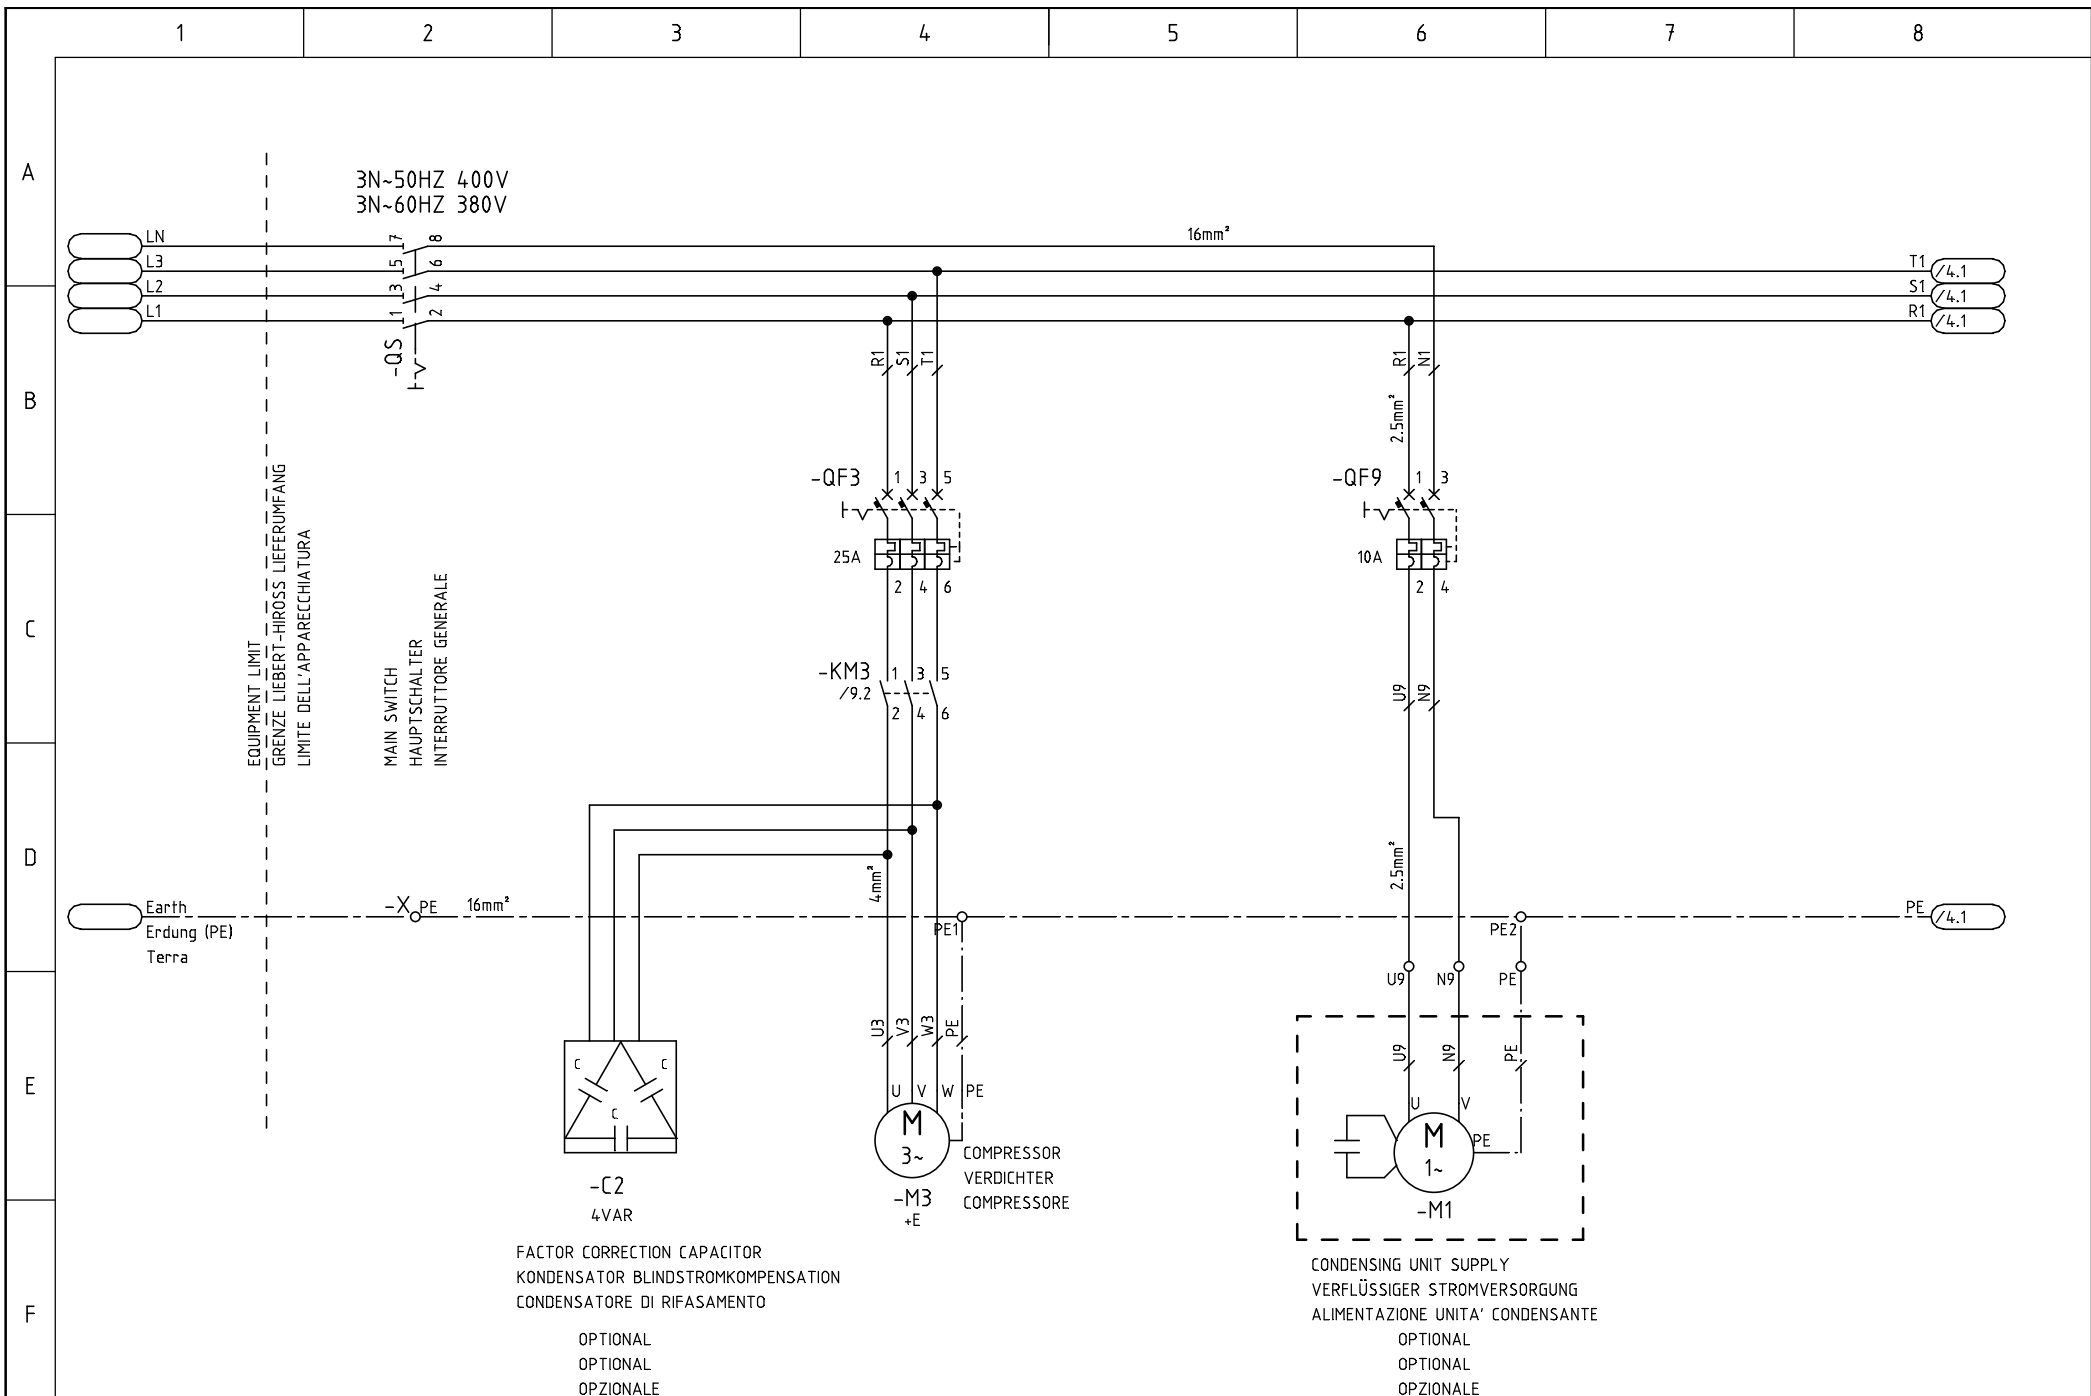 1 2 3 4 5 6 7 8
A
3N~50HZ 400V
3N~60HZ 380V
LN 7 8 16mm²
L3 5 6 T1 /4.1
L2 3 4 S1 /4.1
L1 1 2 R1 /4.1
-QS
R1 S1 T1
R1 N1
B
2.5mm²
-QF3 1 3 5
-QF9 1 3
25A
10A
2 4 6
2 4
EQUIPMENT LIMIT
GRENZE LIEBERT-HIROSS LIEFERUMFANG
LIMITE DELL'APPARECCHIATURA
MAIN SWITCH
HAUPTSCHALTER
INTERRUTTORE GENERALE
C
-KM3 1 3 5
/9.2
2 4 6
U9 N9
D
4mm²
2.5mm²
Earth
Erdung (PE)
Terra
-X PE 16mm²
PE1
PE2
PE /4.1
U9 N9 PE
U3 V3 W3 PE
U9 N9 PE
E
C C
C
U V W PE
M
3~
-M3
+E
COMPRESSOR
VERDICHTER
COMPRESSORE
U V
M
1~
PE
-M1
-C2
4VAR
F
FACTOR CORRECTION CAPACITOR
KONDENSATOR BLINDSTROMKOMPENSATION
CONDENSATORE DI RIFASAMENTO
OPTIONAL
OPTIONAL
OPZIONALE
CONDENSING UNIT SUPPLY
VERFLÜSSIGER STROMVERSORGUNG
ALIMENTAZIONE UNITA' CONDENSANTE
OPTIONAL
OPTIONAL
OPZIONALE